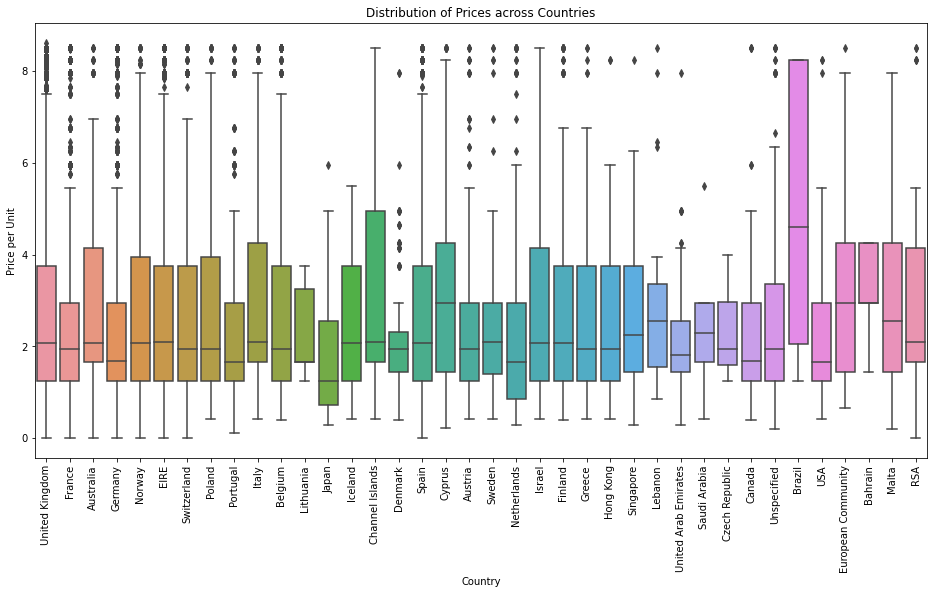 Distribution of Prices across Countries
Price per Unit
8
6
4
2
0
United Kingdom
France
Australia
Germany
Norway
EIRE
Switzerland
Poland
Portugal
Italy
Belgium
Lithuania
Japan
Iceland
Channel Islands
Denmark
Spain
Cyprus
Austria
Sweden
Netherlands
Israel
Finland
Greece
Hong Kong
Singapore
Lebanon
United Arab Emirates
Saudi Arabia
Czech Republic
Canada
Unspecified
Brazil
USA
European Community
Bahrain
Malta
RSA
Country